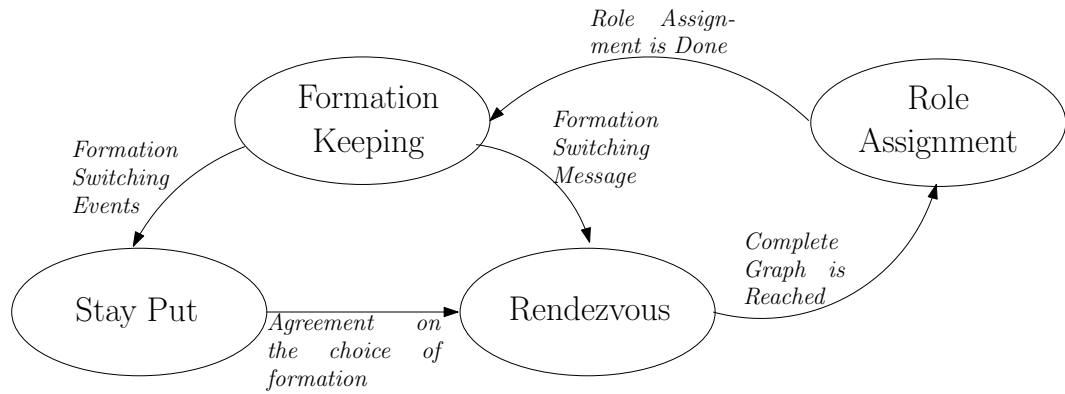 Role Assign-
ment is Done
Formation
Keeping
Role
Assignment
Formation
Switching
Message
Formation
Switching
Events
Complete
Graph is
Reached
Stay Put
Rendezvous
Agreement on
the choice of
formation